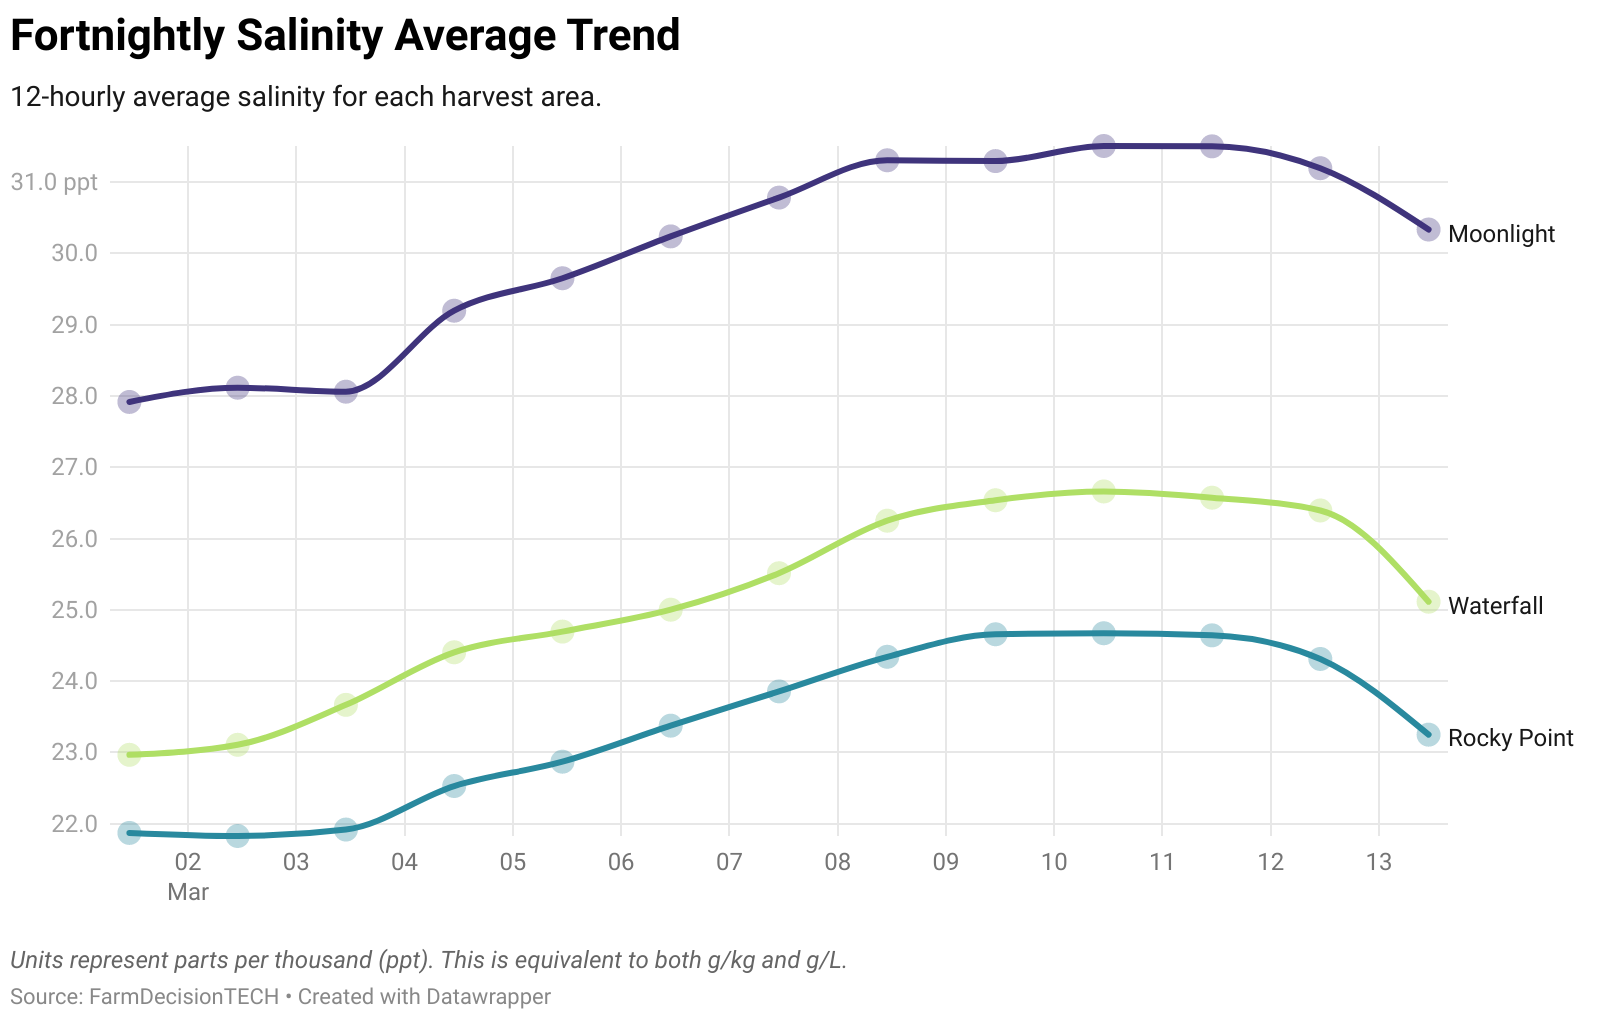 Fortnightly Salinity Average Trend
12-hourly average salinity for each harvest area.
31.0 ppt
30.0
29.0
28.0
27.0
26.0
25.0
24.0
23.0
22.0
Moonlight
Waterfall
Rocky Point
02 03 04 05 06 07 08 09 10 11 12 13
Mar
Units represent parts per thousand (ppt). This is equivalent to both g/kg and g/L.
Source: FarmDecisionTECH • Created with Datawrapper